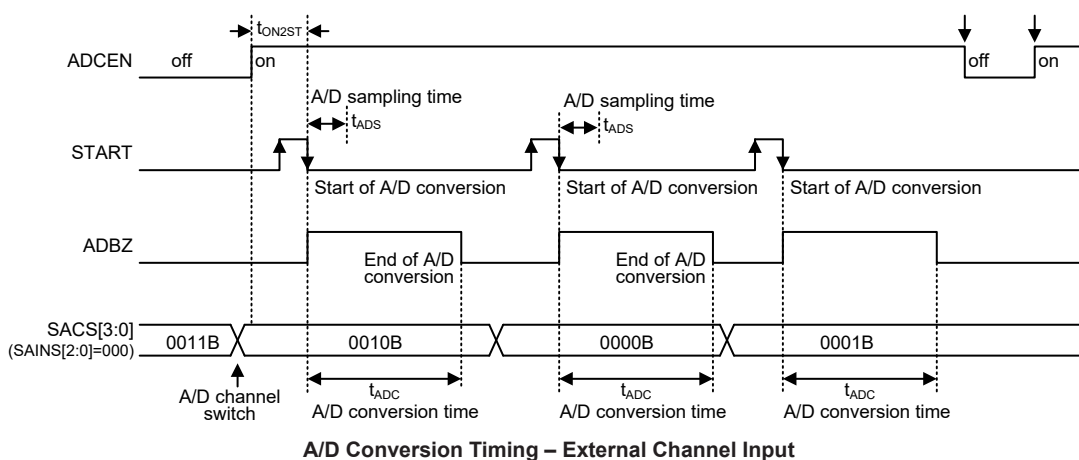 tON2ST
ADCEN
off
on
off
on
A/D sampling time
tADS
A/D sampling time
tADS
START
Start of A/D conversion
Start of A/D conversion
Start of A/D conversion
ADBZ
End of A/D
conversion
End of A/D
conversion
SACS[3:0]
(SAINS[2:0]=000)
0011B
0010B
0000B
0001B
A/D channel
switch
tADC
A/D conversion time
tADC
A/D conversion time
tADC
A/D conversion time
A/D Conversion Timing – External Channel Input